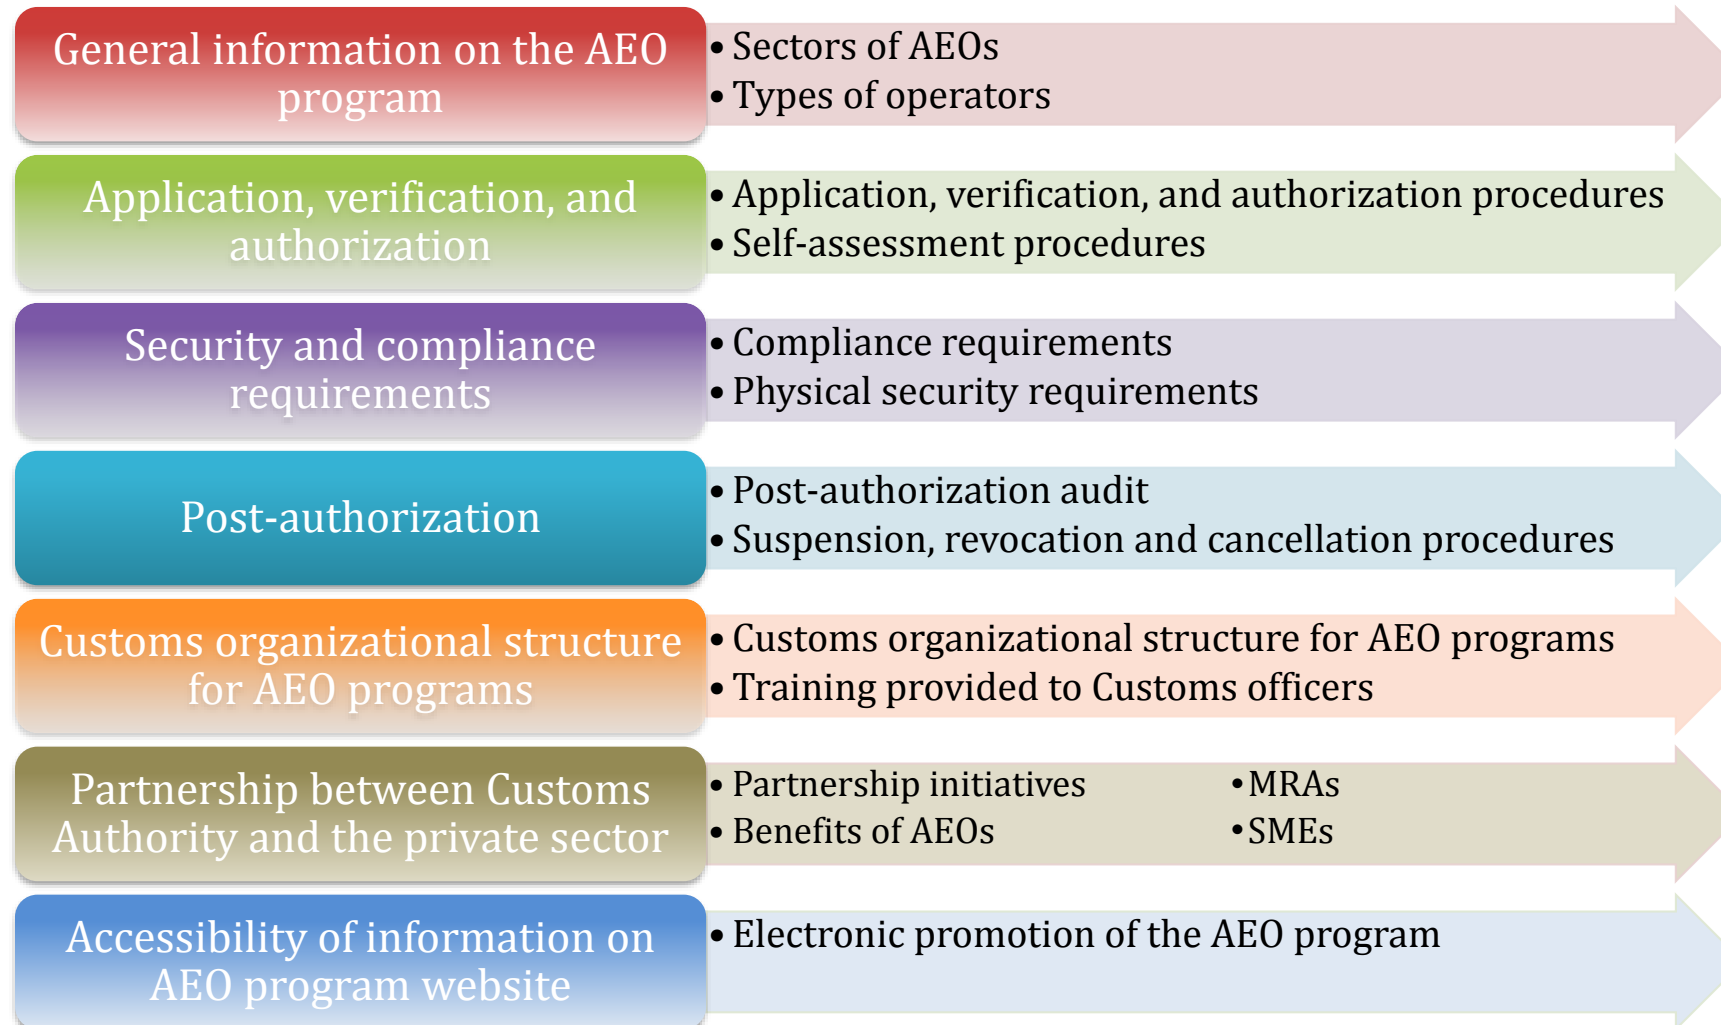 General information on the AEO
program
• Sectors of AEOs
• Types of operators
Application, verification, and
authorization
• Application, verification, and authorization procedures
• Self-assessment procedures
Security and compliance
requirements
• Compliance requirements
• Physical security requirements
Post-authorization
• Post-authorization audit
• Suspension, revocation and cancellation procedures
Customs organizational structure
for AEO programs
• Customs organizational structure for AEO programs
• Training provided to Customs officers
Partnership between Customs
Authority and the private sector
• Partnership initiatives
• Benefits of AEOs
• MRAs
• SMEs
Accessibility of information on
AEO program website
• Electronic promotion of the AEO program